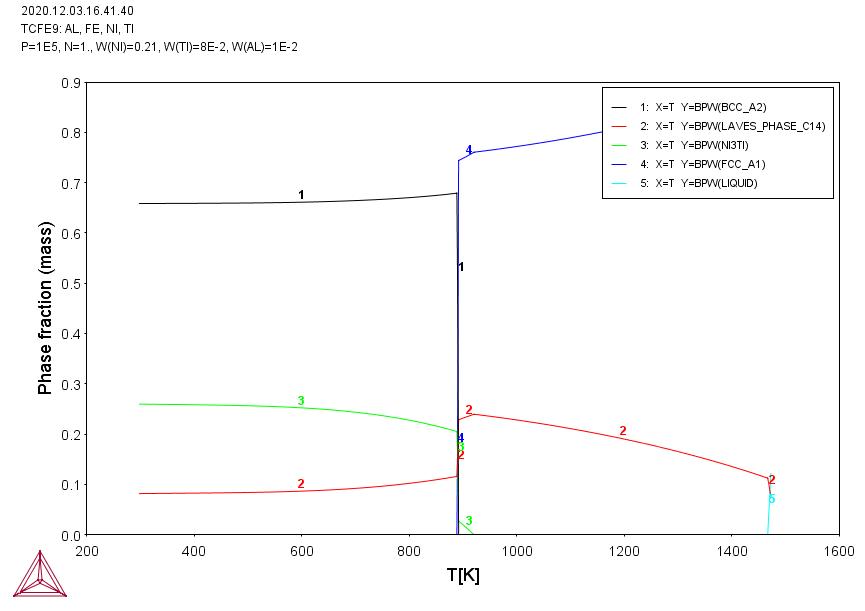 2020.12.03.16.41.40
TCFE9: AL, FE, NI, TI
P=1E5, N=1., W(NI)=0.21, W(TI)=8E-2, W(AL)=1E-2
0.9
0.8
0.7
0.6
0.5
0.4
0.3
0.2
0.1
0.0
Phase fraction (mass)
1: X=T Y=BPW(BCC_A2)
2: X=T Y=BPW(LAVES_PHASE_C14)
3: X=T Y=BPW(NI3TI)
4: X=T Y=BPW(FCC_A1)
5: X=T Y=BPW(LIQUID)
4
1
1
3
2
2
4
3
2
2
2
5
3
2
200 400 600 800 1000 1200 1400 1600
T[K]